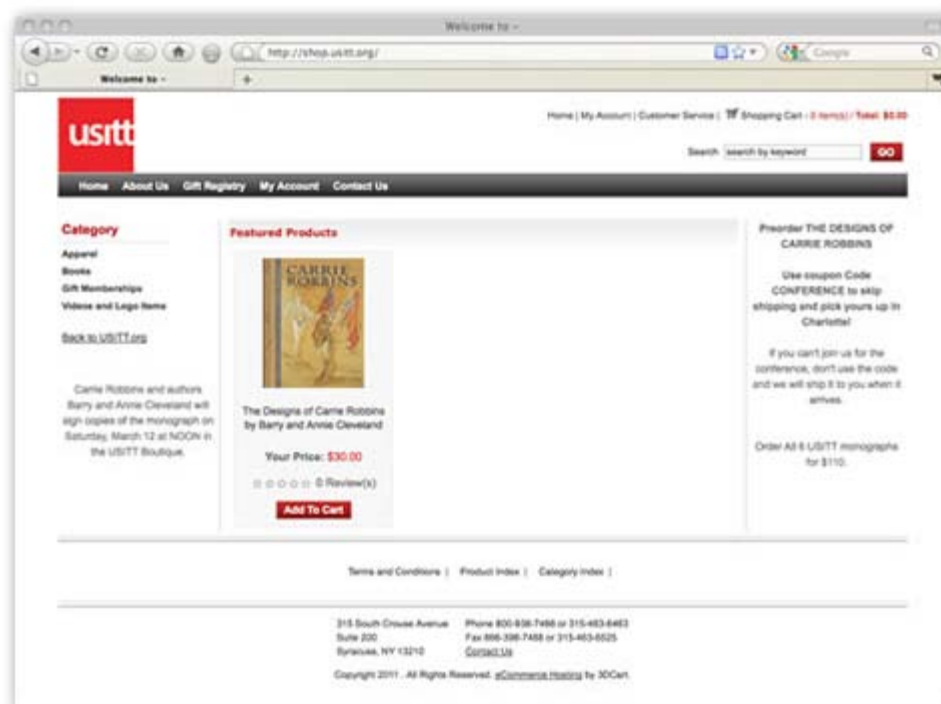 Welcome to -
http://shop.usitt.org/
Google
Welcome to -
usitt
Home | My Account | Customer Service | Shopping Cart - 0 item(s) / Total: $0.00
Search search by keyword GO
Home About Us Gift Registry My Account Contact Us
Category
Apparel
Books
Gift Memberships
Videos and Logo Items
Back to USITT.org
Carrie Robbins and authors
Barry and Annie Cleveland will
sign copies of the monograph on
Saturday, March 12 at NOON in
the USITT Boutique.
Featured Products
CARRIE
ROBBINS
The Designs of Carrie Robbins
by Barry and Annie Cleveland
Your Price: $30.00
0 Review(s)
Add To Cart
Preorder THE DESIGNS OF
CARRIE ROBBINS
Use coupon Code
CONFERENCE to skip
shipping and pick yours up in
Charlotte!
If you can't join us for the
conference, don't use the code
and we will ship it to you when it
arrives.
Order All 6 USITT monographs
for $110.
Terms and Conditions | Product Index | Category Index |
315 South Crouse Avenue Phone 800-938-7488 or 315-463-6463
Suite 200 Fax 866-398-7488 or 315-463-6525
Syracuse, NY 13210 Contact Us
Copyright 2011 . All Rights Reserved. eCommerce Hosting by 3DCart.